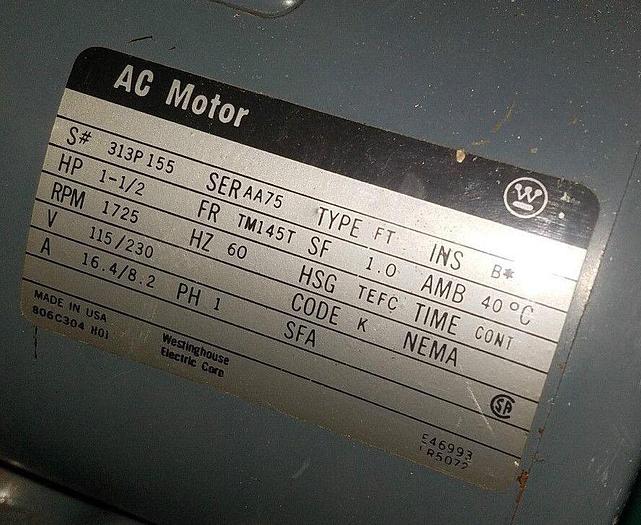 AC Motor
W
S# 313P155 SER AA75 TYPE FT INS B*
HP 1-1/2 FR TM145T SF 1.0 AMB 40°C
RPM 1725 HZ 60 HSG TEFC TIME CONT
V 115/230 PH 1 CODE K NEMA
A 16.4/8.2 SFA
MADE IN USA
806C304 H01
Westinghouse
Electric Corp
SA
E46993
LR5072